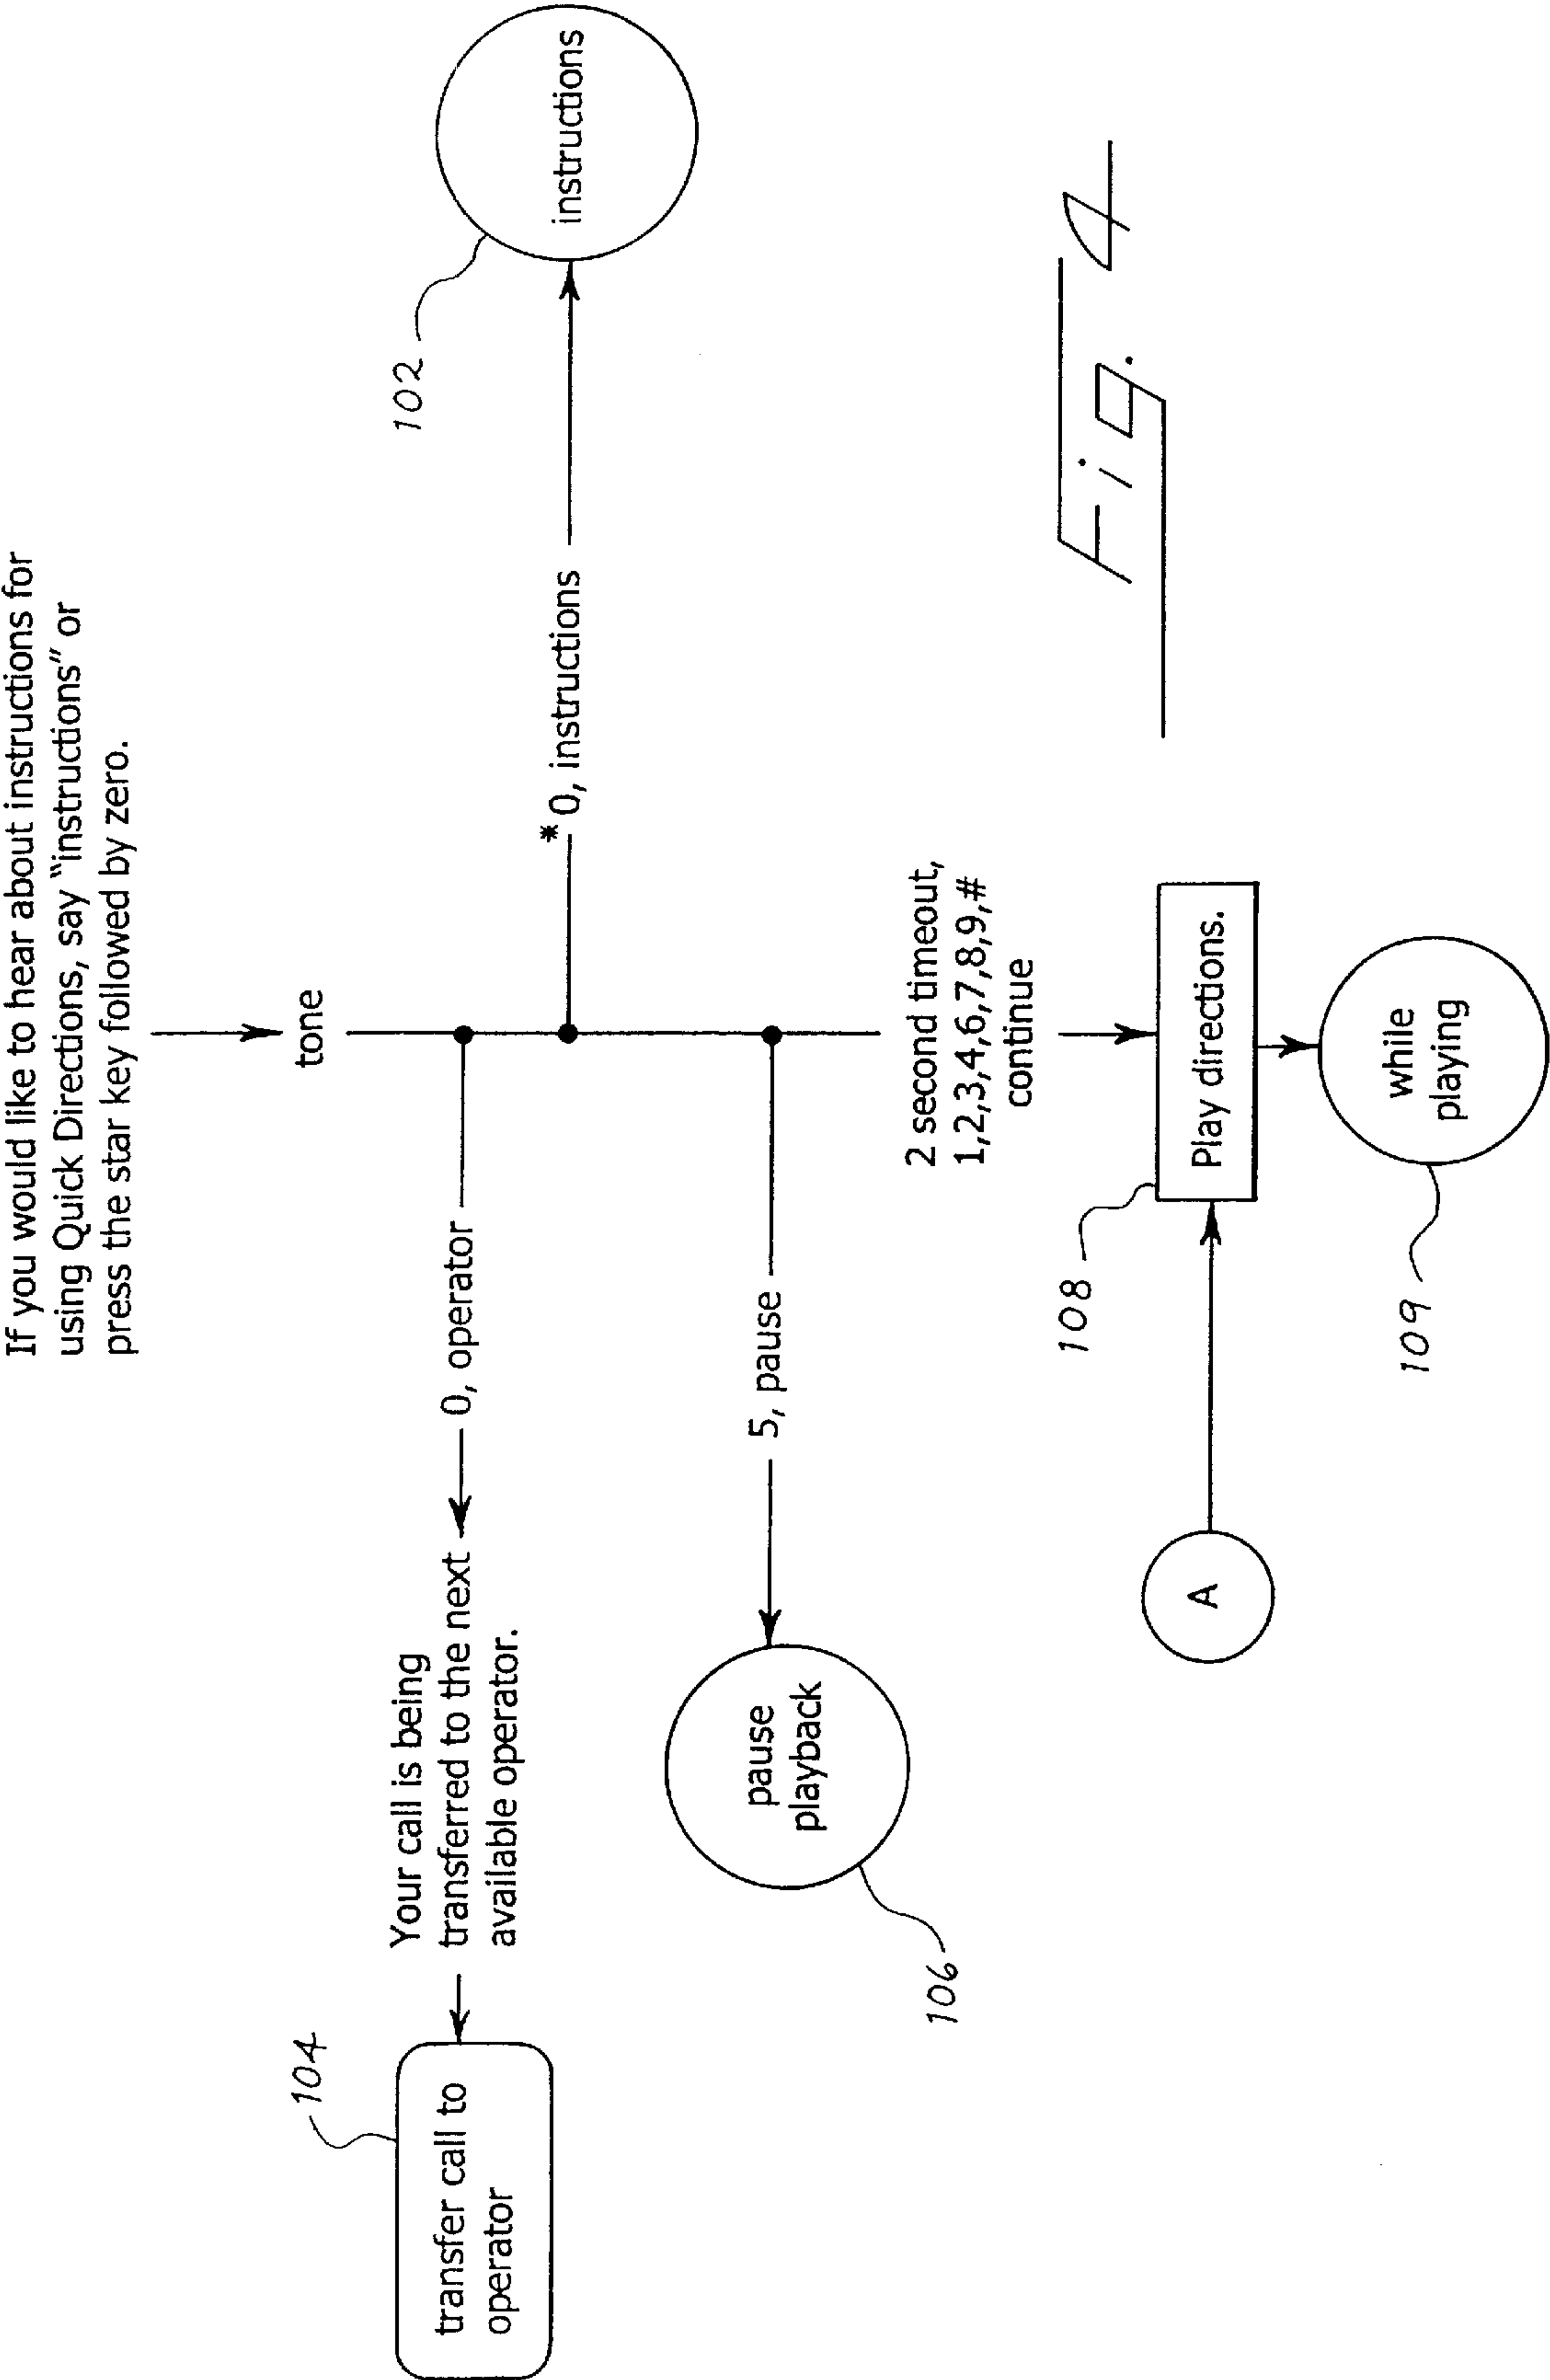 If you would like to hear about instructions for
using Quick Directions, say "instructions" or
press the star key followed by zero.
tone
104
transfer call to
operator
Your call is being
transferred to the next
available operator.
0, operator
* 0, instructions
102
instructions
pause
playback
106
5, pause
2 second timeout,
1,2,3,4,6,7,8,9,#
continue
A
108
Play directions.
109
while
playing
Fig. 4